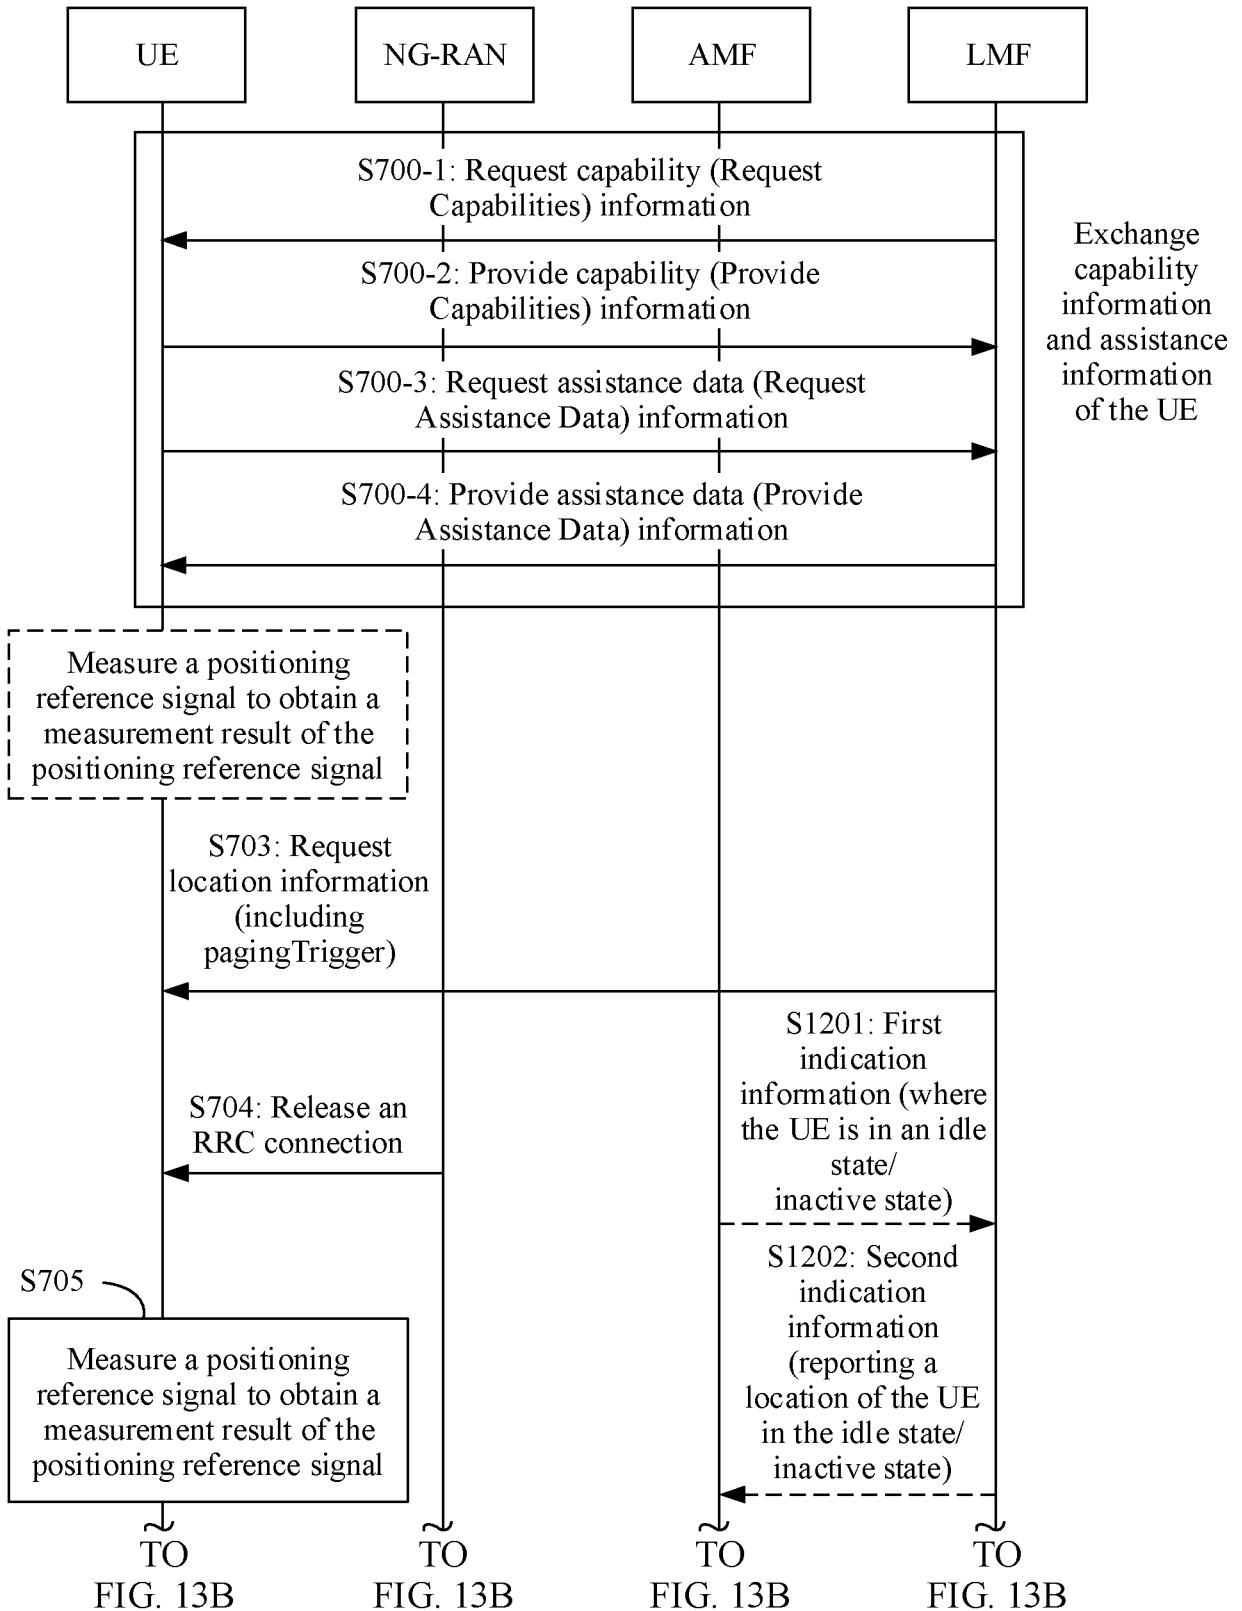 UE
NG-RAN
AMF
LMF
S700-1: Request capability (Request
Capabilities) information
S700-2: Provide capability (Provide
Capabilities) information
S700-3: Request assistance data (Request
Assistance Data) information
S700-4: Provide assistance data (Provide
Assistance Data) information
Exchange
capability
information
and assistance
information
of the UE
Measure a positioning
reference signal to obtain a
measurement result of the
positioning reference signal
S703: Request
location information
(including
pagingTrigger)
S1201: First
indication
information (where
the UE is in an idle
state/
inactive state)
S704: Release an
RRC connection
S1202: Second
indication
information
(reporting a
location of the UE
in the idle state/
inactive state)
S705
Measure a positioning
reference signal to obtain a
measurement result of the
positioning reference signal
TO
FIG. 13B
TO
FIG. 13B
TO
FIG. 13B
TO
FIG. 13B